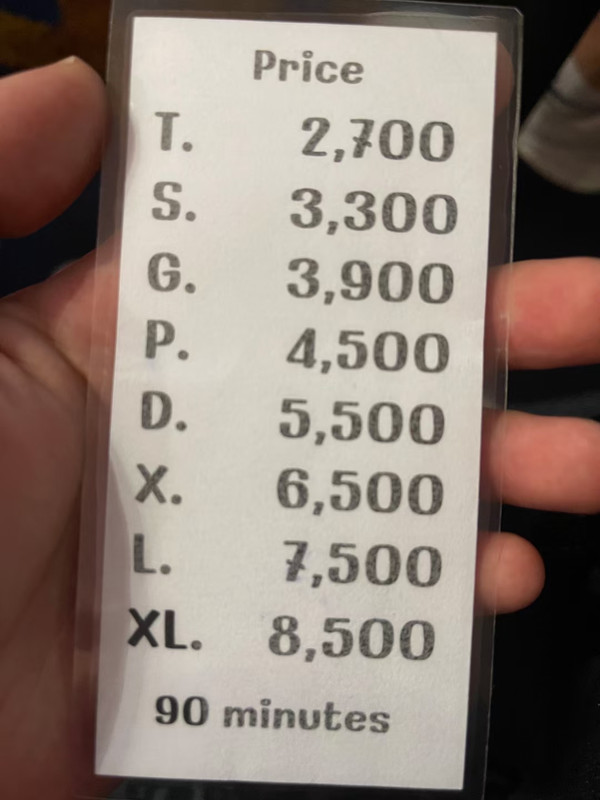 Price
T. 2,700
S. 3,300
G. 3,900
P. 4,500
D. 5,500
X. 6,500
L. 7,500
XL. 8,500
90 minutes